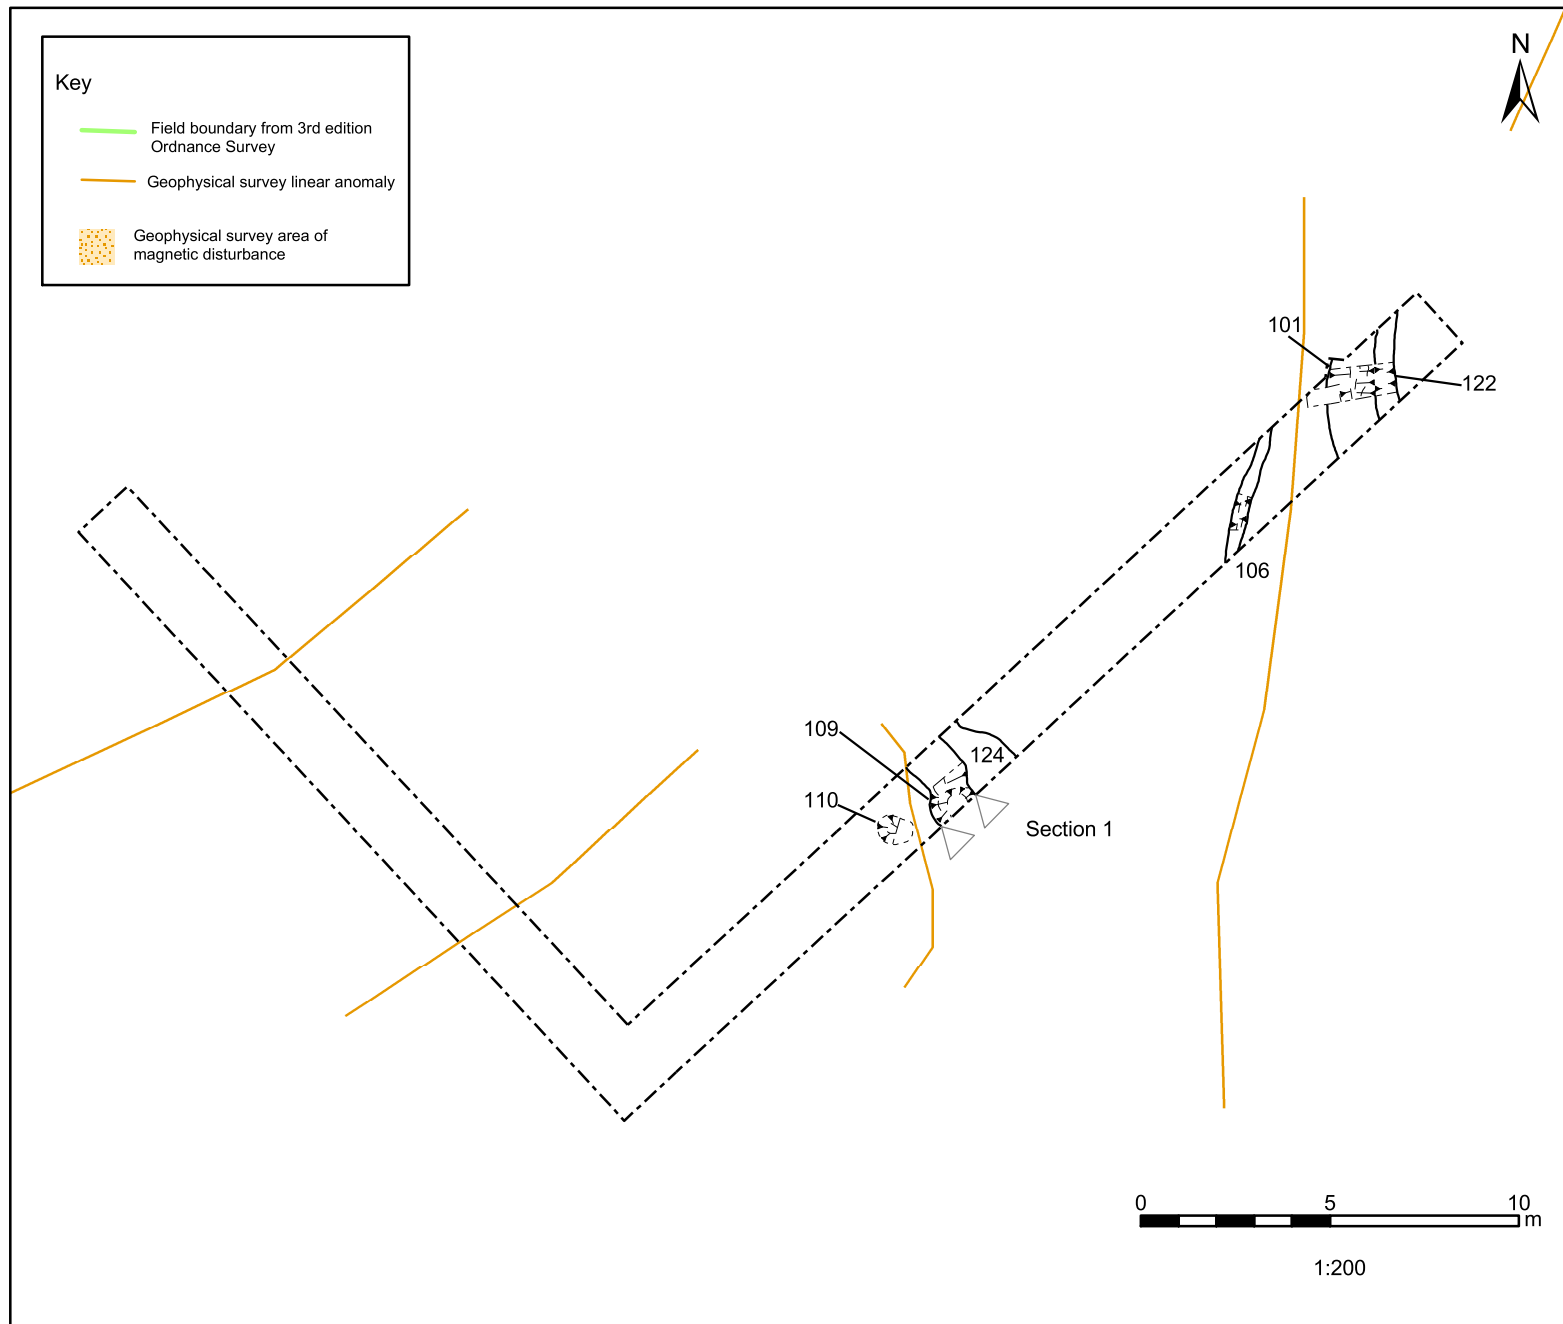 N
Key
Field boundary from 3rd edition
Ordnance Survey
Geophysical survey linear anomaly
Geophysical survey area of
magnetic disturbance
101
122
106
109
124
110
Section 1
0 5 10
m
1:200